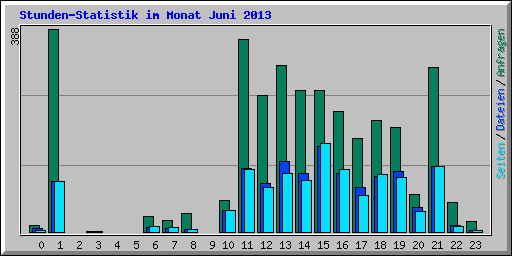 Stunden-Statistik im Monat Juni 2013
388
Seiten/Dateien/Anfragen
0 1 2 3 4 5 6 7 8 9 10 11 12 13 14 15 16 17 18 19 20 21 22 23